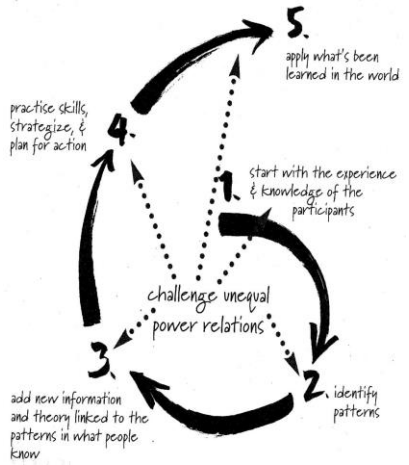 1.
start with the experience
& knowledge of the
participants
2.
identify
patterns
3.
add new information
and theory linked to the
patterns in what people
know
4.
practise skills,
strategize, &
plan for action
5.
apply what's been
learned in the world
challenge unequal
power relations